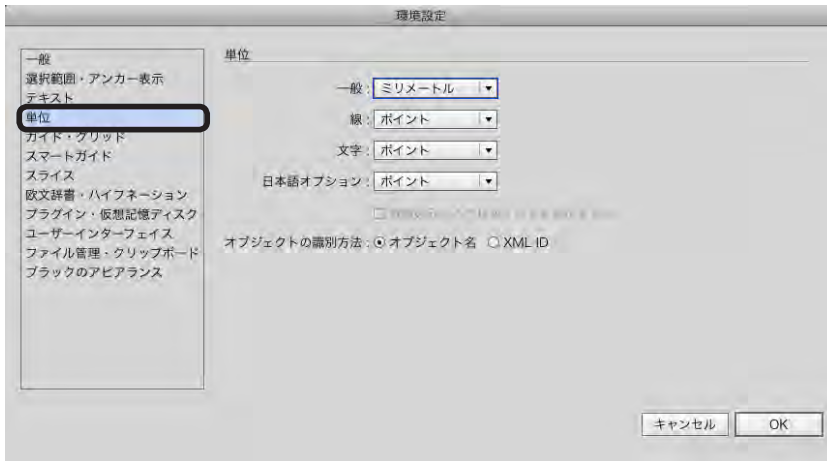 環境設定
一般
選択範囲・アンカー表示
テキスト
単位
ガイド・グリッド
スマートガイド
スライス
欧文辞書・ハイフネーション
プラグイン・仮想記憶ディスク
ユーザーインターフェイス
ファイル管理・クリップボード
ブラックのアピアランス
単位
一般：ミリメートル
線：ポイント
文字：ポイント
日本語オプション：ポイント
オブジェクトの識別方法：オブジェクト名 XML ID
キャンセル OK